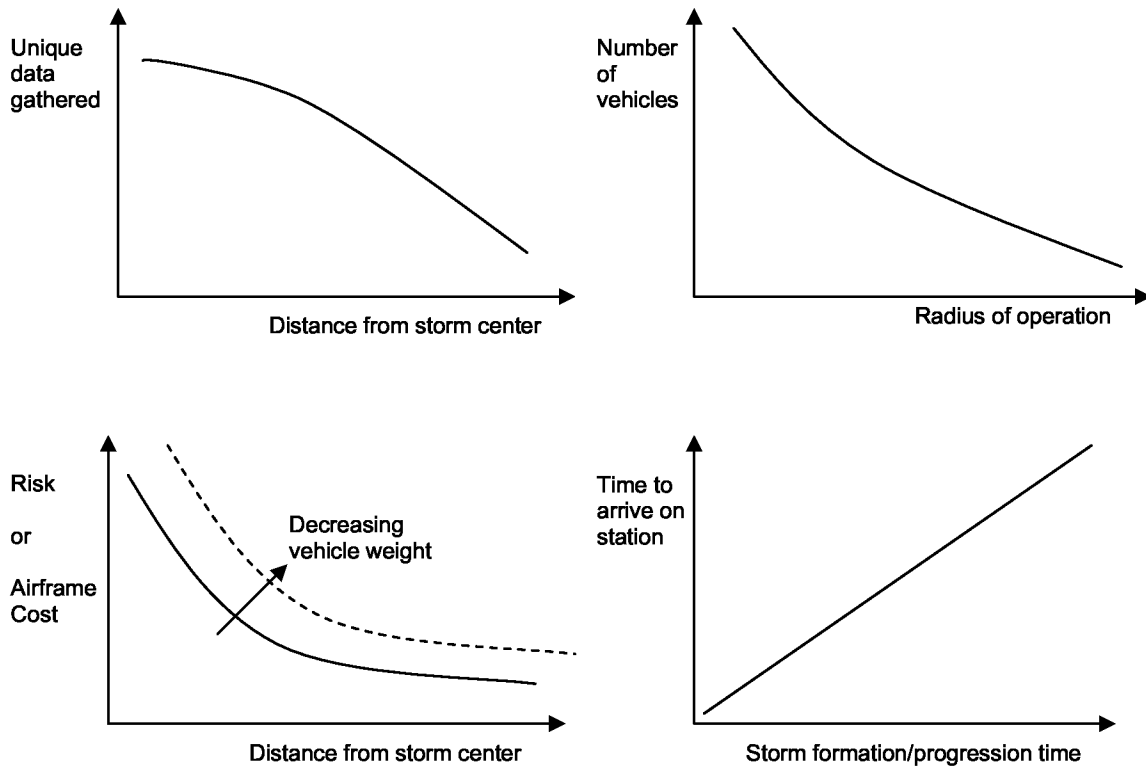 Unique
data
gathered
Distance from storm center
Number
of
vehicles
Radius of operation
Risk
or
Airframe
Cost
Decreasing
vehicle weight
Distance from storm center
Time to
arrive on
station
Storm formation/progression time